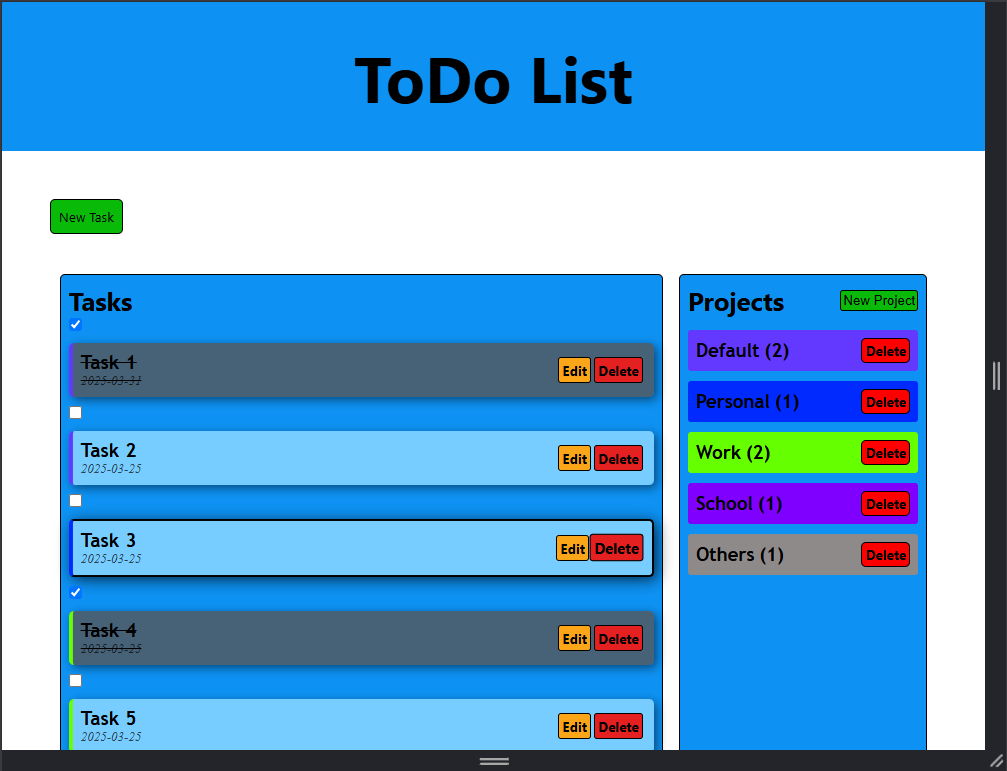 ToDo List
New Task
Tasks
Task 1
2025-03-31
Edit Delete
Task 2
2025-03-25
Edit Delete
Task 3
2025-03-25
Edit Delete
Task 4
2025-03-25
Edit Delete
Task 5
2025-03-25
Edit Delete
Projects
New Project
Default (2)
Delete
Personal (1)
Delete
Work (2)
Delete
School (1)
Delete
Others (1)
Delete